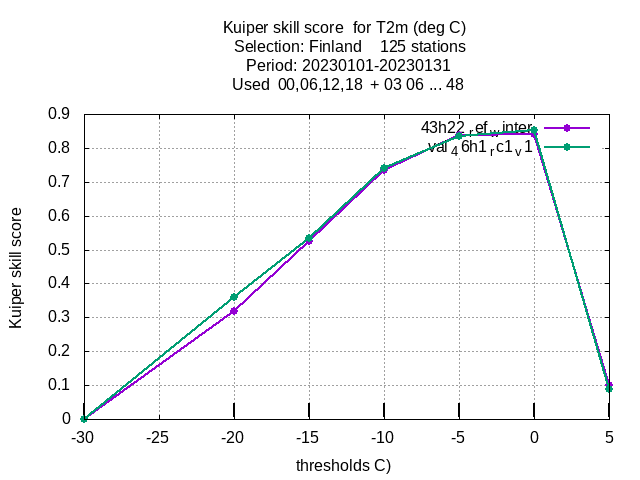 Kuiper skill score for T2m (deg C)
Selection: Finland 125 stations
Period: 20230101-20230131
Used 00,06,12,18 + 03 06 ... 48
43h22_ref_winter
val_46h1_rc1_v1
Kuiper skill score
0.9
0.8
0.7
0.6
0.5
0.4
0.3
0.2
0.1
0
-30 -25 -20 -15 -10 -5 0 5
thresholds C)